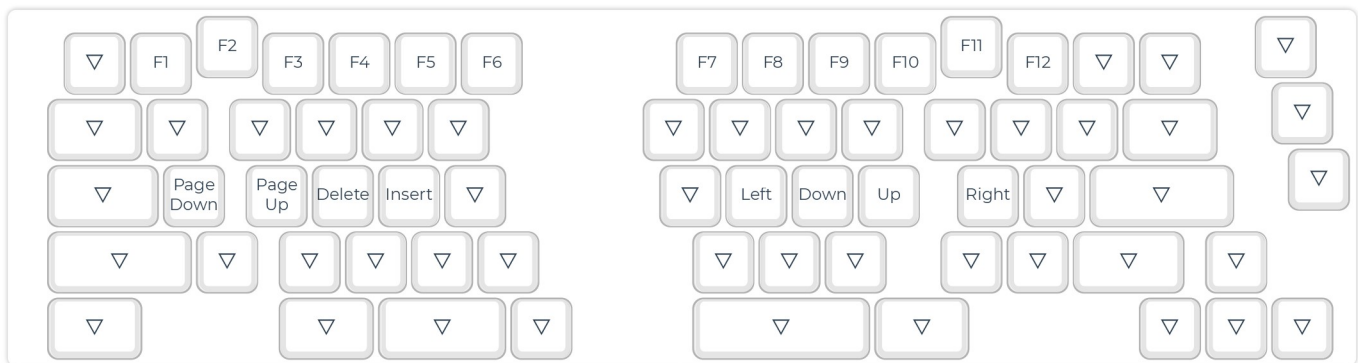 ▽ F1 F2 F3 F4 F5 F6 F7 F8 F9 F10 F11 F12 ▽ ▽ ▽
▽ ▽ ▽ ▽ ▽ ▽ ▽ ▽ ▽ ▽ ▽ ▽ ▽ ▽ ▽
▽ Page Down Page Up Delete Insert ▽ ▽ Left Down Up Right ▽ ▽ ▽
▽ ▽ ▽ ▽ ▽ ▽ ▽ ▽ ▽ ▽ ▽ ▽ ▽
▽ ▽ ▽ ▽ ▽ ▽ ▽ ▽ ▽